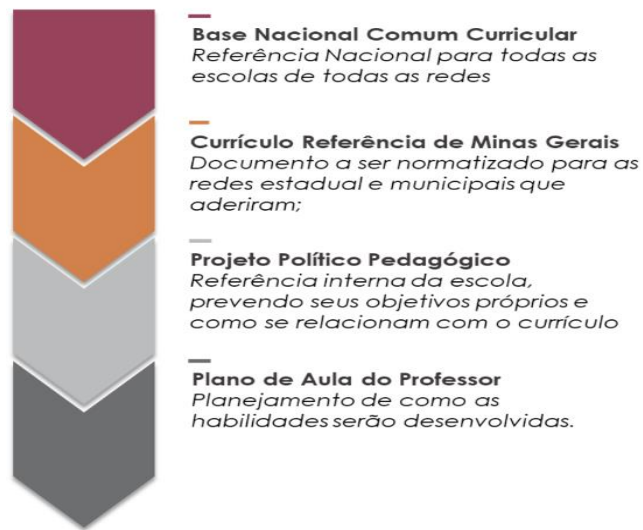 Base Nacional Comum Curricular
Referência Nacional para todas as
escolas de todas as redes
Currículo Referência de Minas Gerais
Documento a ser normatizado para as
redes estadual e municipais que
aderiram;
Projeto Político Pedagógico
Referência interna da escola,
prevendo seus objetivos próprios e
como se relacionam com o currículo
Plano de Aula do Professor
Planejamento de como as
habilidades serão desenvolvidas.